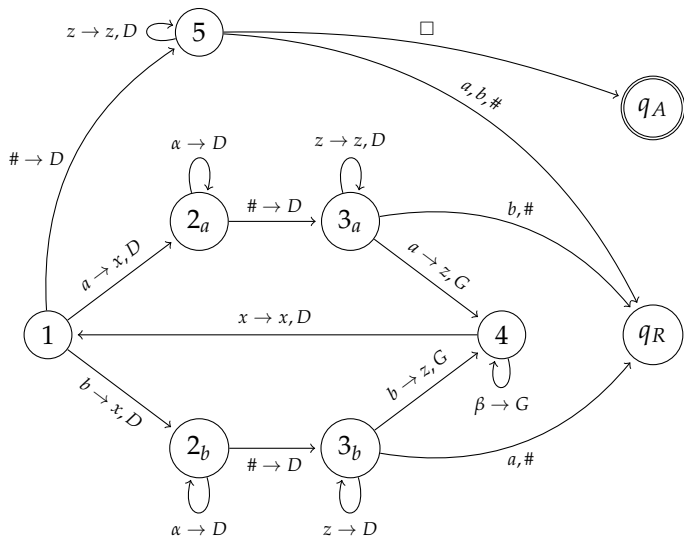 □
z → z, D
5
a, b, #
q_A
α → D
z → z, D
# → D
2_a
# → D
3_a
b, #
a → x, D
a → z, G
x → x, D
1
4
q_R
b → x, D
b → z, G
β → G
2_b
# → D
3_b
a, #
α → D
z → D